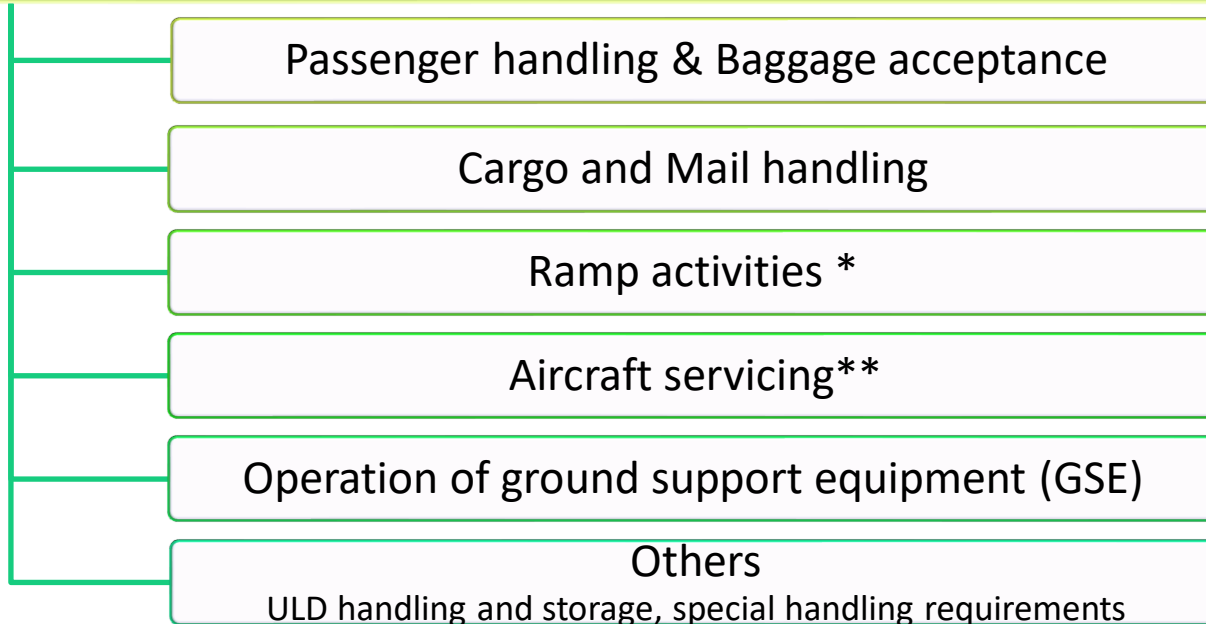 Passenger handling & Baggage acceptance
Cargo and Mail handling
Ramp activities *
Aircraft servicing**
Operation of ground support equipment (GSE)
Others
ULD handling and storage, special handling requirements